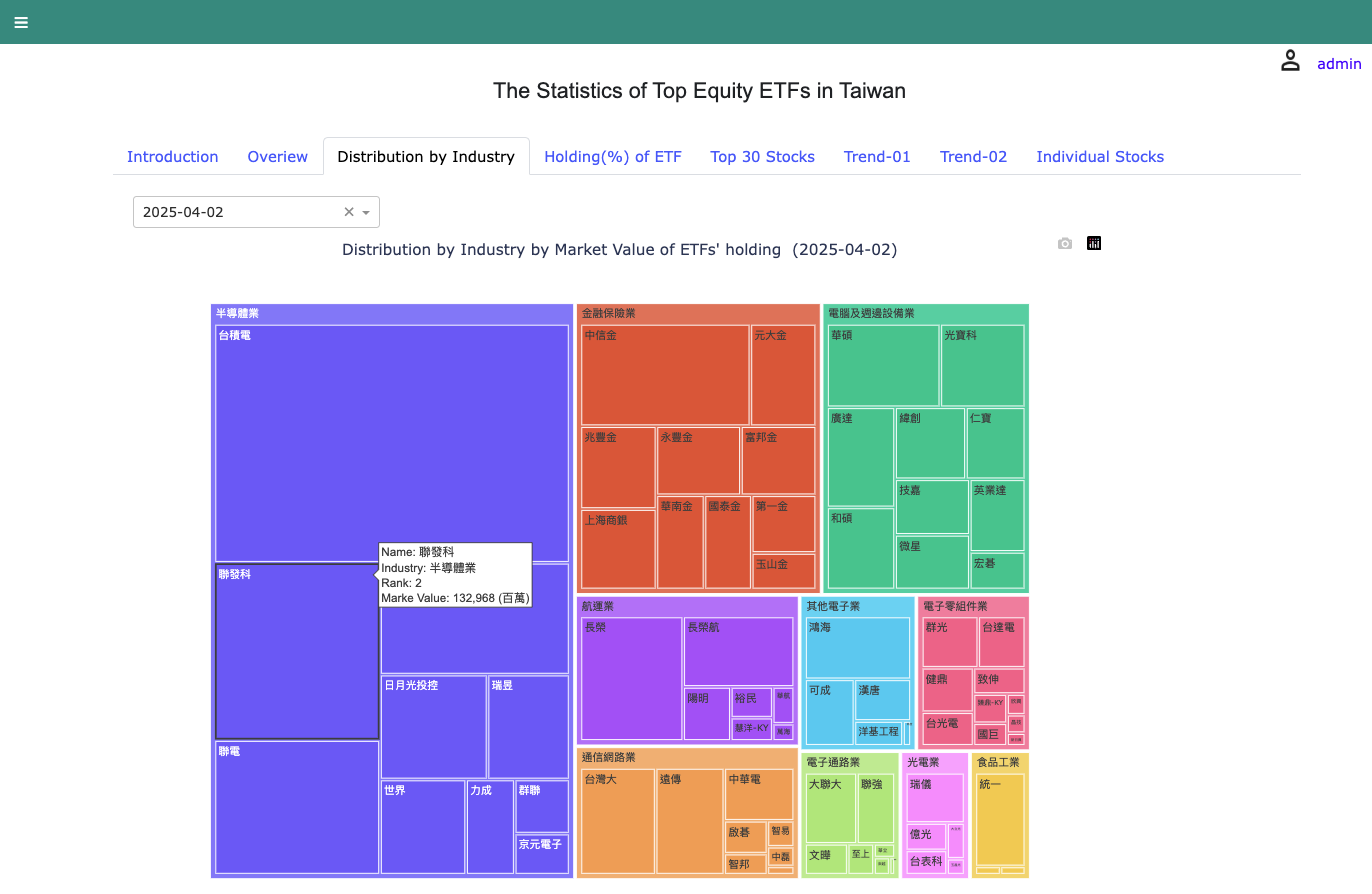 admin
The Statistics of Top Equity ETFs in Taiwan
Introduction
Overiew
Distribution by Industry
Holding(%) of ETF
Top 30 Stocks
Trend-01
Trend-02
Individual Stocks
2025-04-02
Distribution by Industry by Market Value of ETFs' holding (2025-04-02)
半導體業
台積電
聯發科
Name: 聯發科
Industry: 半導體業
Rank: 2
Marke Value: 132,968 (百萬)
日月光投控
瑞昱
聯電
世界
力成
群聯
京元電子
金融保險業
中信金
元大金
兆豐金
永豐金
富邦金
上海商銀
華南金
國泰金
第一金
玉山金
電腦及週邊設備業
華碩
光寶科
廣達
緯創
仁寶
技嘉
英業達
和碩
微星
宏碁
航運業
長榮
長榮航
陽明
裕民
慧洋-KY
華航
萬海
其他電子業
鴻海
可成
漢唐
洋基工程
電子零組件業
群光
台達電
健鼎
致伸
臻鼎-KY
台光電
國巨
通信網路業
台灣大
遠傳
中華電
啟碁
智易
智邦
中磊
電子通路業
大聯大
聯強
文曄
至上
光電業
瑞儀
億光
台表科
食品工業
統一